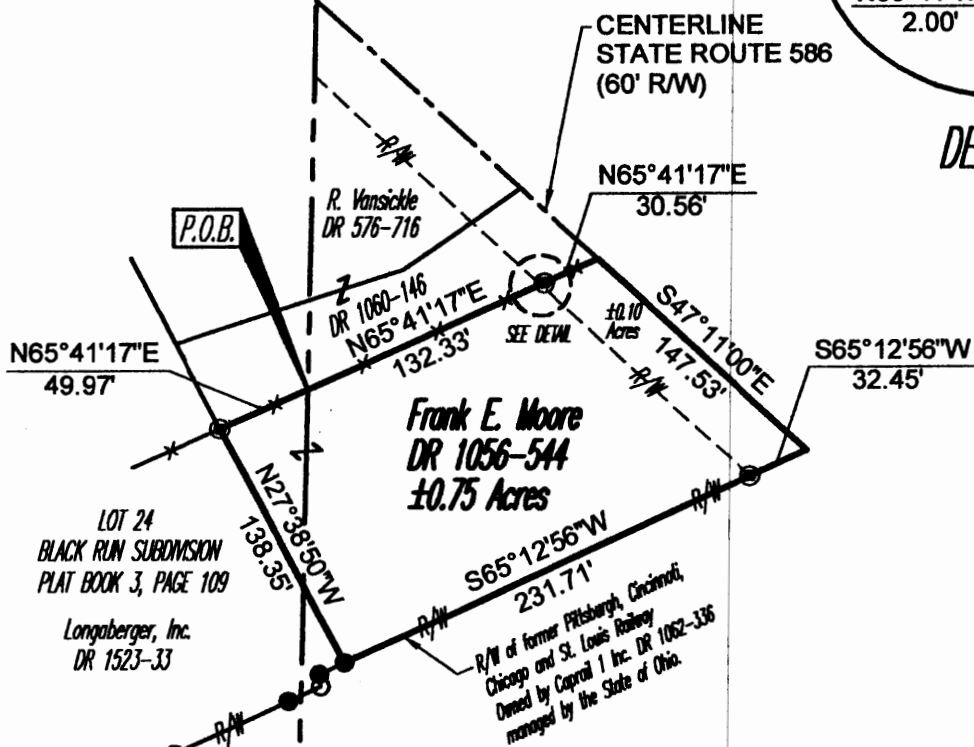 CENTERLINE
STATE ROUTE 586
(60' R/W)
2.00'
DE
N65°41'17"E
30.56'
R/W
R. Vansickle
DR 576-716
P.O.B.
Z
DR 1060-146
N65°41'17"E
132.33'
SEE DETAIL
±0.10
Acres
S47°11'00"E
147.53'
R/W
N65°41'17"E
49.97'
S65°12'56"W
32.45'
Frank E. Moore
DR 1056-544
±0.75 Acres
Z
N27°38'50"W
138.35'
R/W
LOT 24
BLACK RUN SUBDIVISION
PLAT BOOK 3, PAGE 109
S65°12'56"W
231.71'
R/W
Longaberger, Inc.
DR 1523-33
R/W of former Pittsburgh, Cincinnati,
Chicago and St. Louis Railway
Owned by Caprail 1 Inc. DR 1062-336
managed by the State of Ohio.
R/W